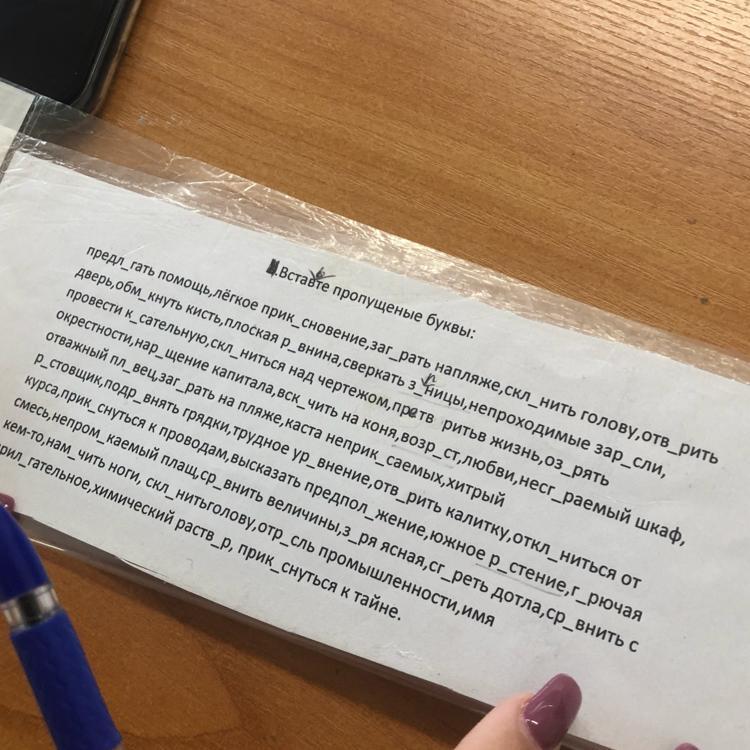 .Вставте пропущеные буквы:
предл_гать помощь,лёгкое прик_сновение,заг_рать напляже,скл_нить голову,отв_рить
дверь,обм_кнуть кисть,плоская р_внина,сверкать з_ницы,непроходимые зар_сли,
провести к_сательную,скл_ниться над чертежом,претв ритьв жизнь,оз_рять
окрестности,нар_щение капитала,вск_чить на коня,возр_ст,любви,несг_раемый шкаф,
отважный пл_вец,заг_рать на пляже,каста неприк_саемых,хитрый
р_стовщик,подр_внять грядки,трудное ур_внение,отв_рить калитку,откл_ниться от
курса,прик_снуться к проводам,высказать предпол_жение,южное р_стение,г_рючая
смесь,непром_каемый плащ,ср_внить величины,з_ря ясная,сг_реть дотла,ср_внить с
кем-то,нам_чить ноги, скл_нитьголову,отр_сль промышленности,имя
рил_гательное,химический раств_р, прик_снуться к тайне.